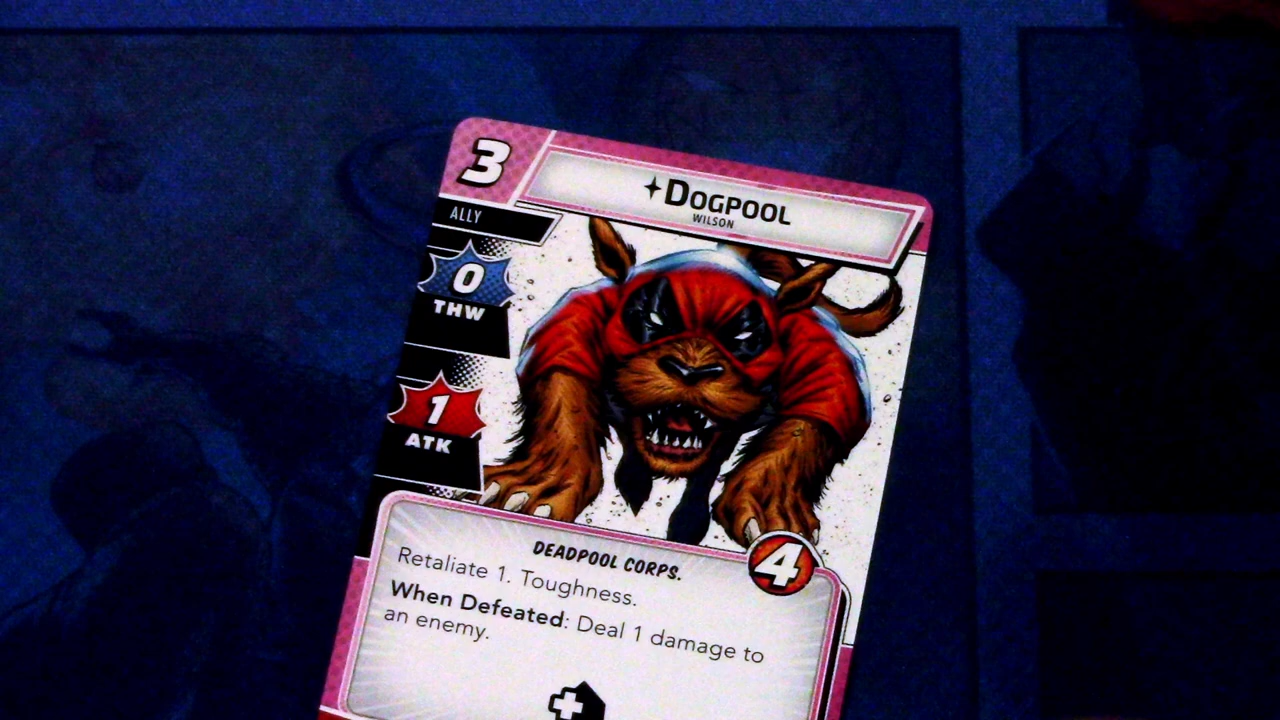 3
DOGPOOL
WILSON
ALLY
0
THW
1
ATK
4
DEADPOOL CORPS.
Retaliate 1. Toughness.
When Defeated: Deal 1 damage to
an enemy.